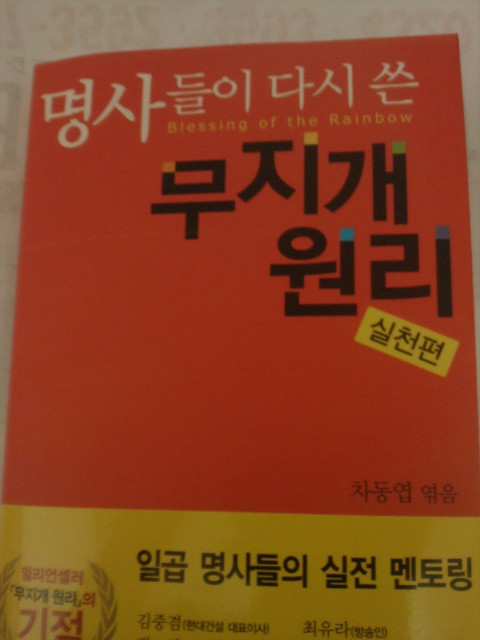 명사들이 다시 쓴
Blessing of the Rainbow
무지개
원리
실천편
차동엽 엮음
일곱 명사들의 실전 멘토링
밀리언셀러
『무지개 원리』의
기적
김중겸(현대건설 대표이사) 최유라(방송인)